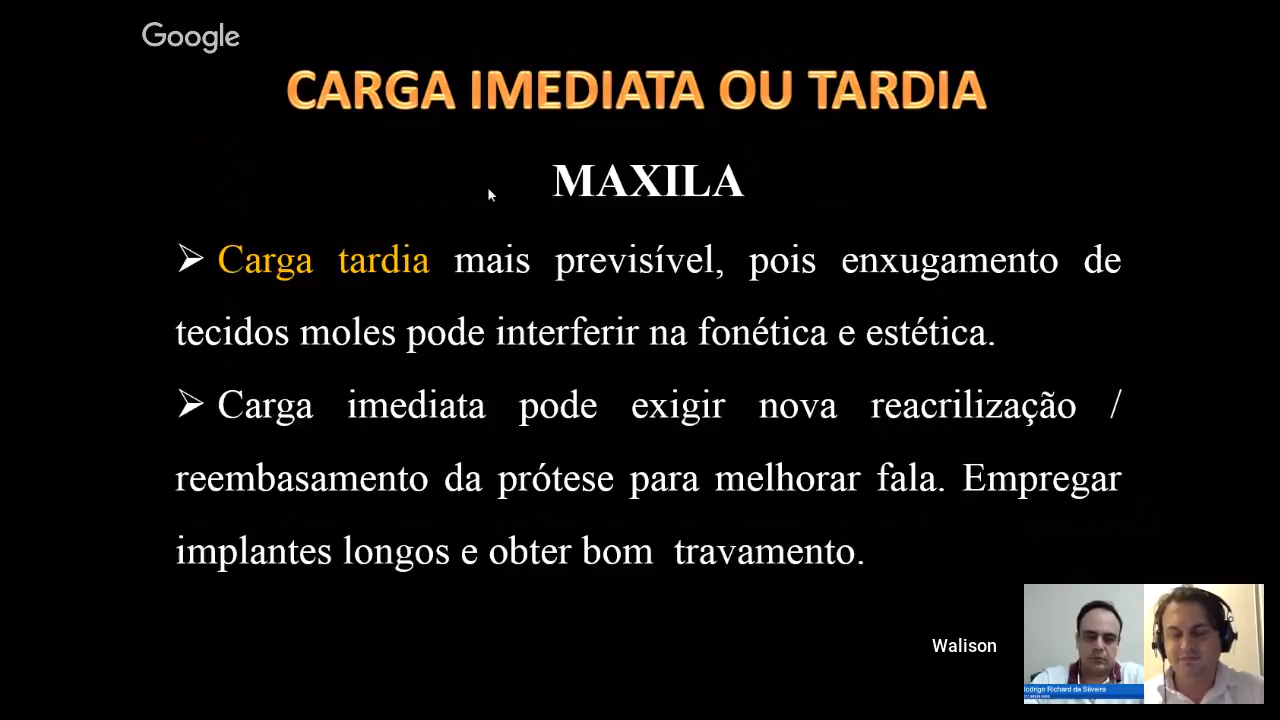 Google
CARGA IMEDIATA OU TARDIA
MAXILA
➢ Carga tardia mais previsível, pois enxugamento de
tecidos moles pode interferir na fonética e estética.
➢ Carga imediata pode exigir nova reacrilização /
reembasamento da prótese para melhorar fala. Empregar
implantes longos e obter bom travamento.
Walison
Rodrigo Richard da Silveira